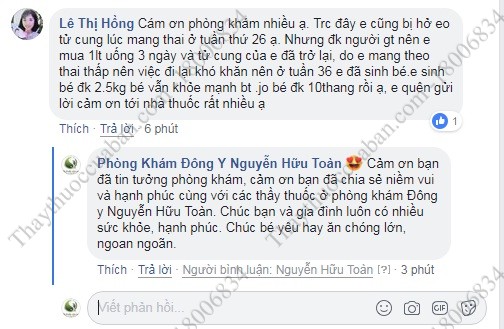 Lê Thị Hồng Cám ơn phòng khám nhiều ạ. Trc đây e cũng bị hở eo
tử cung lúc mang thai ở tuần thứ 26 ạ. Nhưng đk người gt nên e
mua 1lt uống 3 ngày và tử cung của e đã trở lại, do e mang theo
thai thấp nên việc đi lại khó khăn nên ở tuần 36 e đã sinh bé.e sinh
bé đk 2.5kg bé vẫn khỏe mạnh bt .jo bé đk 10thang rồi ạ, e quên gửi
lời cảm ơn tới nhà thuốc rất nhiều ạ
Thích · Trả lời · 6 phút
1
Phòng Khám Đông Y Nguyễn Hữu Toàn 😍 Cảm ơn bạn
đã tin tưởng phòng khám, cảm ơn bạn đã chia sẻ niềm vui
và hạnh phúc cùng với các thầy thuốc ở phòng khám Đông
y Nguyễn Hữu Toàn. Chúc bạn và gia đinh luôn có nhiều
sức khỏe, hạnh phúc. Chúc bé yêu hay ăn chóng lớn,
ngoan ngoãn.
Thích · Trả lời · Người bình luận: Nguyễn Hữu Toàn [?] · 3 phút
Viết phản hồi...
GIF
Thaythuoccuaban.com 18006834